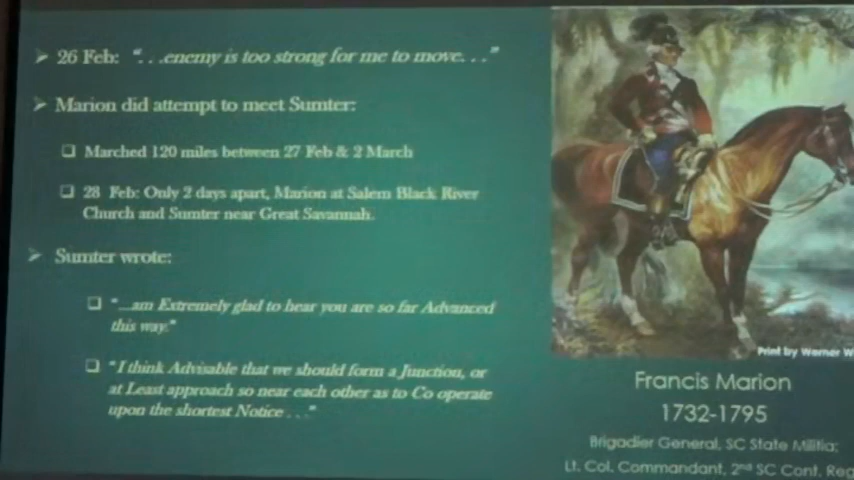 26 Feb: "…enemy is too strong for me to move…"
Marion did attempt to meet Sumter:
Marched 120 miles between 27 Feb & 2 March
28 Feb: Only 2 days apart, Marion at Salem Black River
Church and Sumter near Great Savannah.
Sumter wrote:
"…am Extremely glad to hear you are so far Advanced
this way."
"I think Advisable that we should form a Junction, or
at Least approach so near each other as to Co operate
upon the shortest Notice . . ."
Print by Werner W
Francis Marion
1732-1795
Brigadier General, SC State Militia;
Lt. Col. Commandant, 2nd SC Cont. Reg